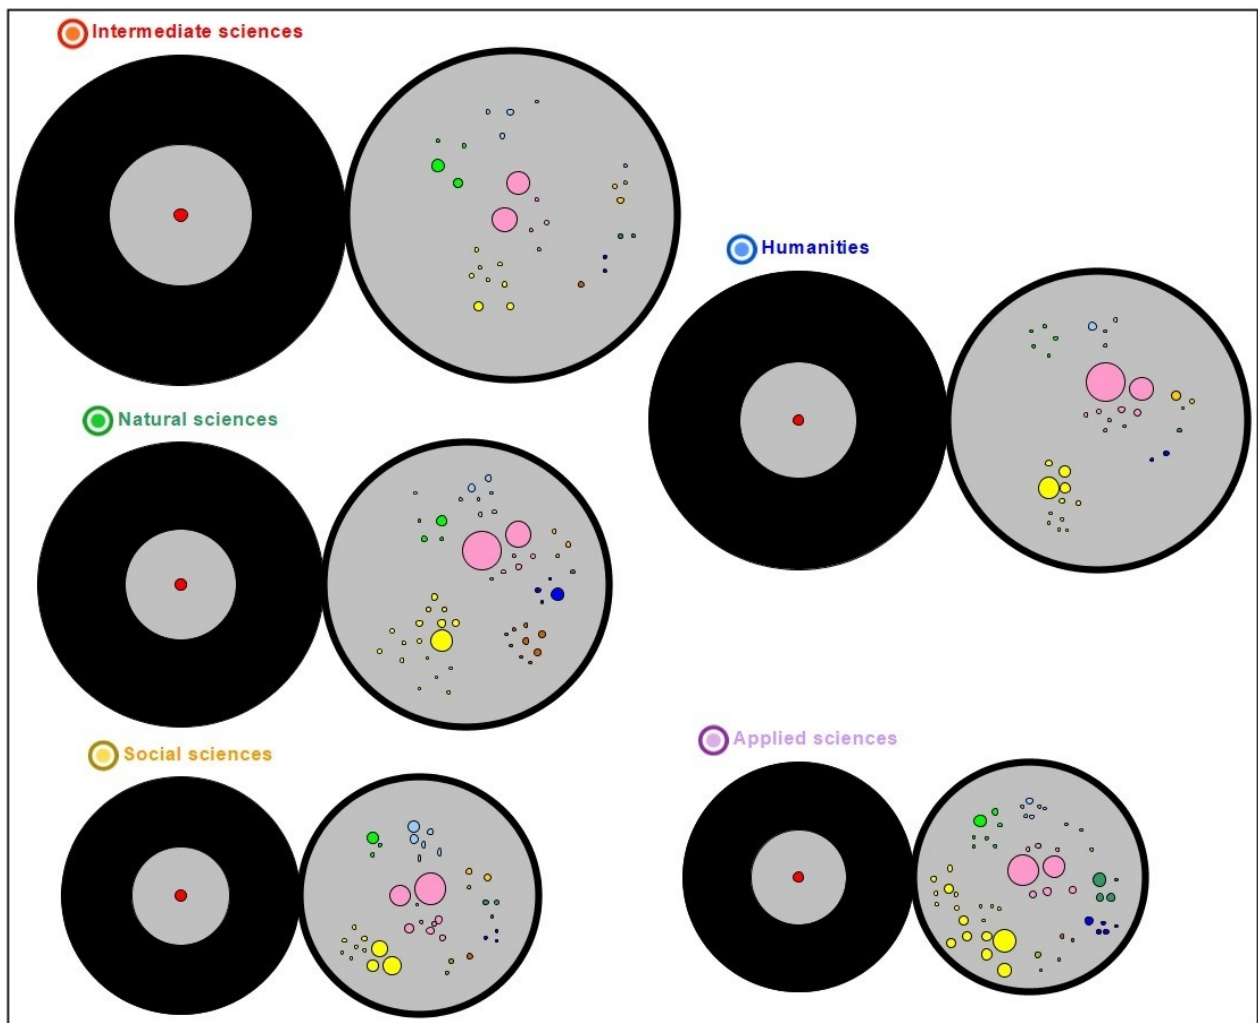 Intermediate sciences
Humanities
Natural sciences
Social sciences
Applied sciences